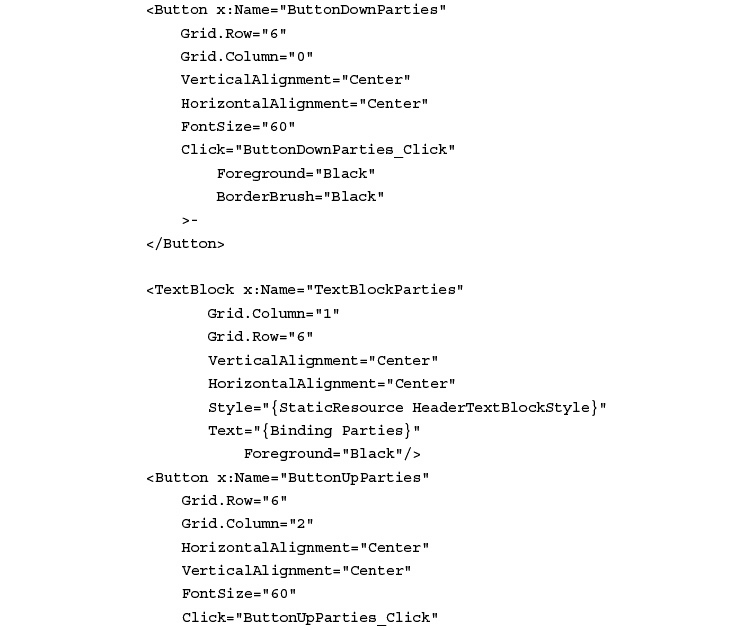 <Button x:Name="ButtonDownParties"
Grid.Row="6"
Grid.Column="0"
VerticalAlignment="Center"
HorizontalAlignment="Center"
FontSize="60"
Click="ButtonDownParties_Click"
Foreground="Black"
BorderBrush="Black"
>-
</Button>
<TextBlock x:Name="TextBlockParties"
Grid.Column="1"
Grid.Row="6"
VerticalAlignment="Center"
HorizontalAlignment="Center"
Style="{StaticResource HeaderTextBlockStyle}"
Text="{Binding Parties}"
Foreground="Black"/>
<Button x:Name="ButtonUpParties"
Grid.Row="6"
Grid.Column="2"
HorizontalAlignment="Center"
VerticalAlignment="Center"
FontSize="60"
Click="ButtonUpParties_Click"